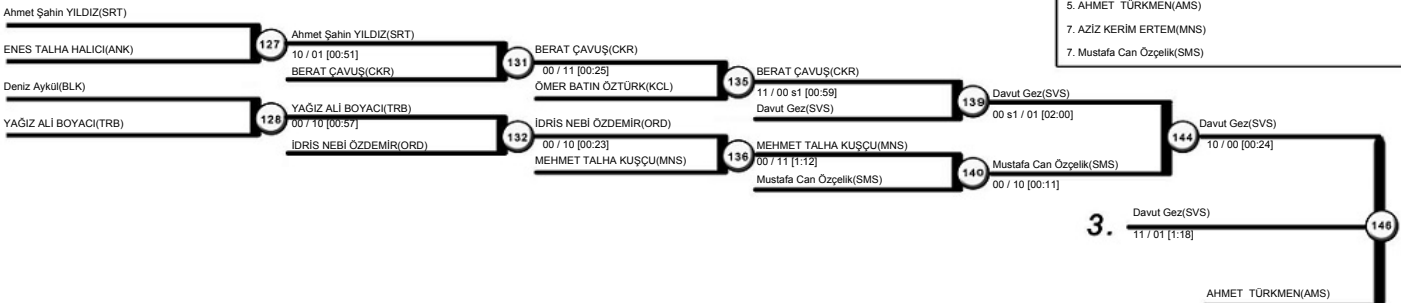 5. AHMET TÜRKMEN(AMS)
7. AZİZ KERİM ERTEM(MNS)
7. Mustafa Can Özçelik(SMS)
Ahmet Şahin YILDIZ(SRT)
ENES TALHA HALICI(ANK)
127
Deniz Aykül(BLK)
YAĞIZ ALİ BOYACI(TRB)
128
Ahmet Şahin YILDIZ(SRT)
10 / 01 [00:51]
BERAT ÇAVUŞ(CKR)
131
YAĞIZ ALİ BOYACI(TRB)
00 / 10 [00:57]
İDRİS NEBİ ÖZDEMİR(ORD)
132
BERAT ÇAVUŞ(CKR)
00 / 11 [00:25]
ÖMER BATIN ÖZTÜRK(KCL)
135
İDRİS NEBİ ÖZDEMİR(ORD)
00 / 10 [00:23]
MEHMET TALHA KUŞÇU(MNS)
136
BERAT ÇAVUŞ(CKR)
11 / 00 s1 [00:59]
Davut Gez(SVS)
139
MEHMET TALHA KUŞÇU(MNS)
00 / 11 [1:12]
Mustafa Can Özçelik(SMS)
140
Davut Gez(SVS)
00 s1 / 01 [02:00]
Mustafa Can Özçelik(SMS)
00 / 10 [00:11]
144
Davut Gez(SVS)
10 / 00 [00:24]
3.
Davut Gez(SVS)
11 / 01 [1:18]
146
AHMET TÜRKMEN(AMS)